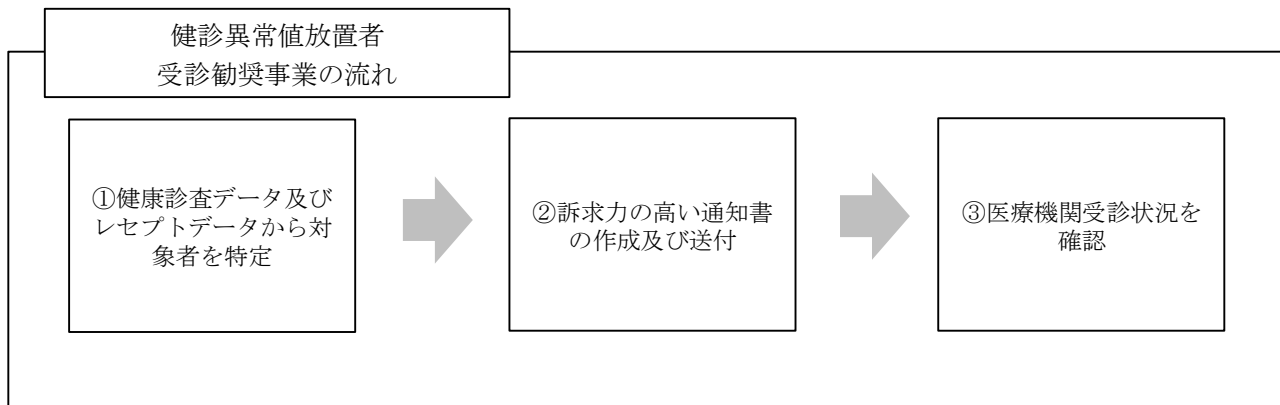 健診異常値放置者
受診勧奨事業の流れ
①健康診査データ及び
レセプトデータから対
象者を特定
②訴求力の高い通知書
の作成及び送付
③医療機関受診状況を
確認